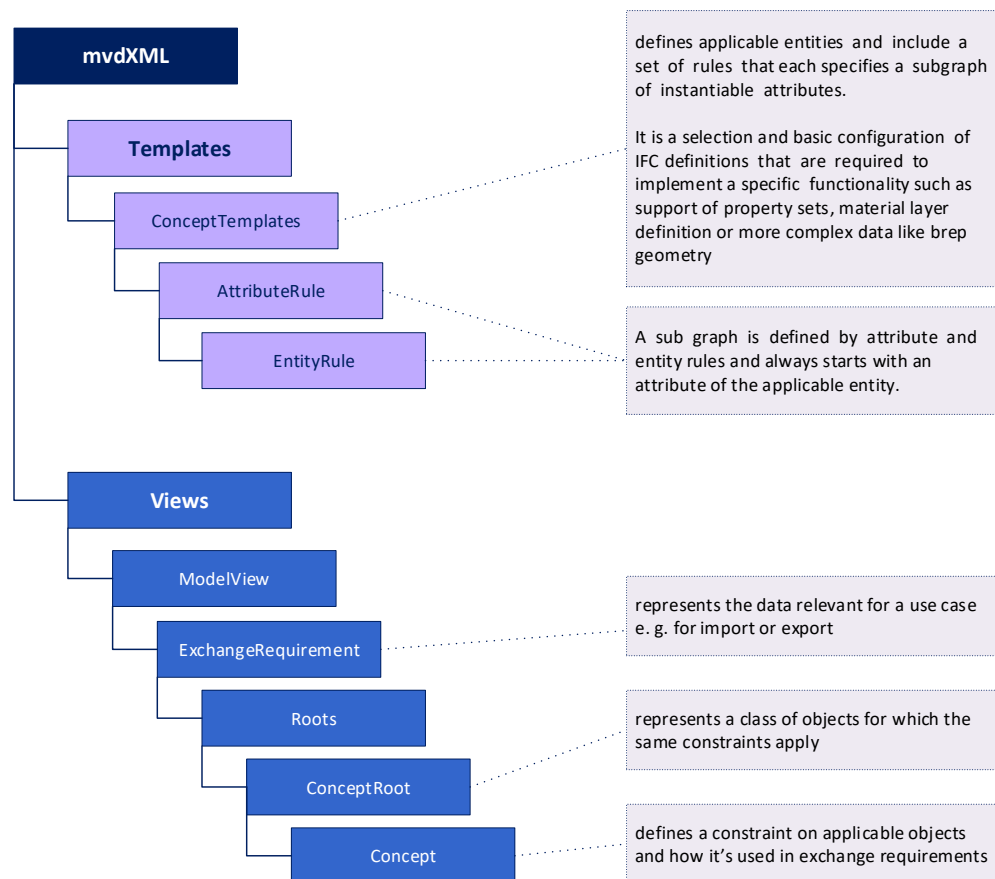 mvdXML
defines applicable entities and include a
set of rules that each specifies a subgraph
of instantiable attributes.
Templates
It is a selection and basic configuration of
IFC definitions that are required to
implement a specific functionality such as
support of property sets, material layer
definition or more complex data like brep
geometry
ConceptTemplates
AttributeRule
EntityRule
A sub graph is defined by attribute and
entity rules and always starts with an
attribute of the applicable entity.
Views
ModelView
ExchangeRequirement
represents the data relevant for a use case
e. g. for import or export
Roots
ConceptRoot
represents a class of objects for which the
same constraints apply
Concept
defines a constraint on applicable objects
and how it's used in exchange requirements